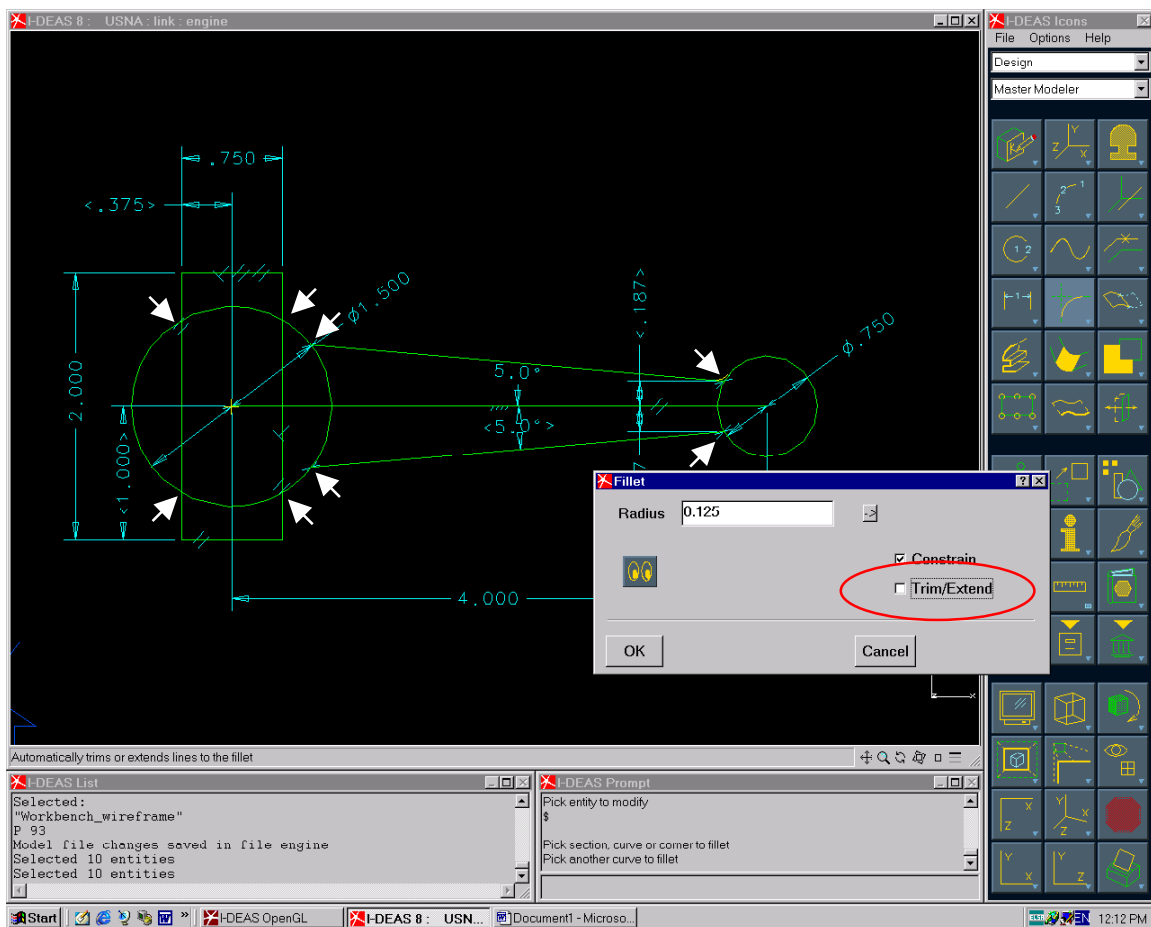 I-DEAS 8 :   USNA : link : engine
.750
<.375>
Ø1.500
<.187>
Ø.750
5.0°
<5.0°>
2.000
<1.000>
7
4.000
Fillet
Radius
0.125
->
Constrain
Trim/Extend
OK
Cancel
Automatically trims or extends lines to the fillet
I-DEAS List
Selected:
"Workbench_wireframe"
P 93
Model file changes saved in file engine
Selected 10 entities
Selected 10 entities
I-DEAS Prompt
Pick entity to modify
$
Pick section, curve or corner to fillet
Pick another curve to fillet
I-DEAS Icons
File Options Help
Design
Master Modeler
Start
I-DEAS OpenGL
I-DEAS 8 :   USN...
Document1 - Microso...
EN
12:12 PM